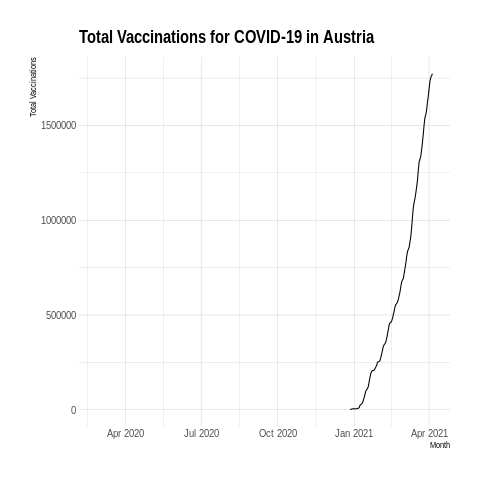 Total Vaccinations for COVID-19 in Austria
Total Vaccinations
1500000
1000000
500000
0
Apr 2020 Jul 2020 Oct 2020 Jan 2021 Apr 2021
Month